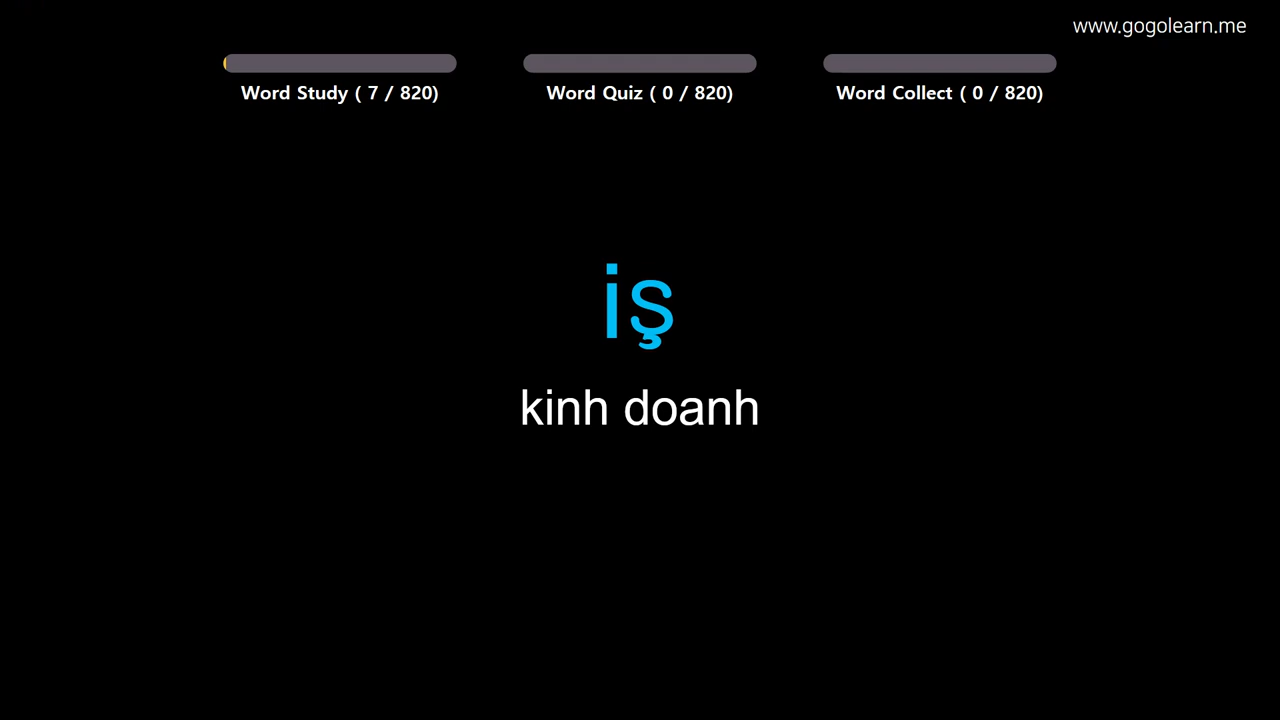 www.gogolearn.me
Word Study ( 7 / 820)
Word Quiz ( 0 / 820)
Word Collect ( 0 / 820)
iş
kinh doanh